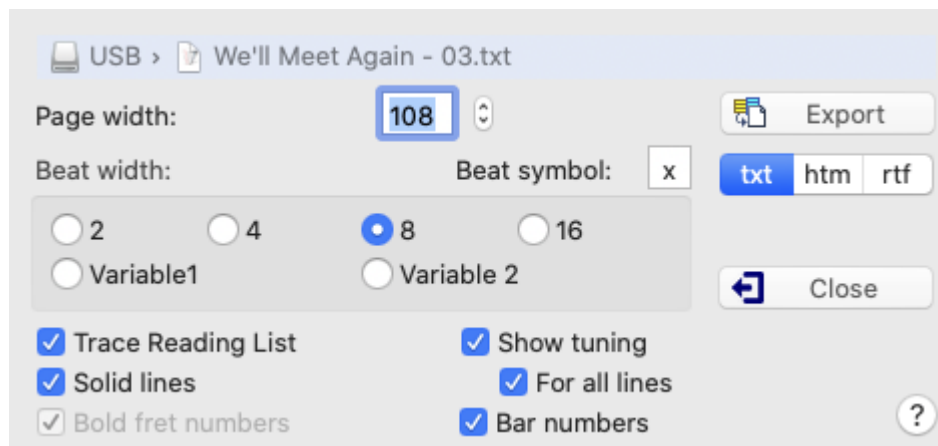 USB › We'll Meet Again - 03.txt
Page width: 108 Export
Beat width: Beat symbol: x txt htm rtf
2 4 8 16
Variable1 Variable 2 Close
Trace Reading List Show tuning
Solid lines For all lines
Bold fret numbers Bar numbers ?